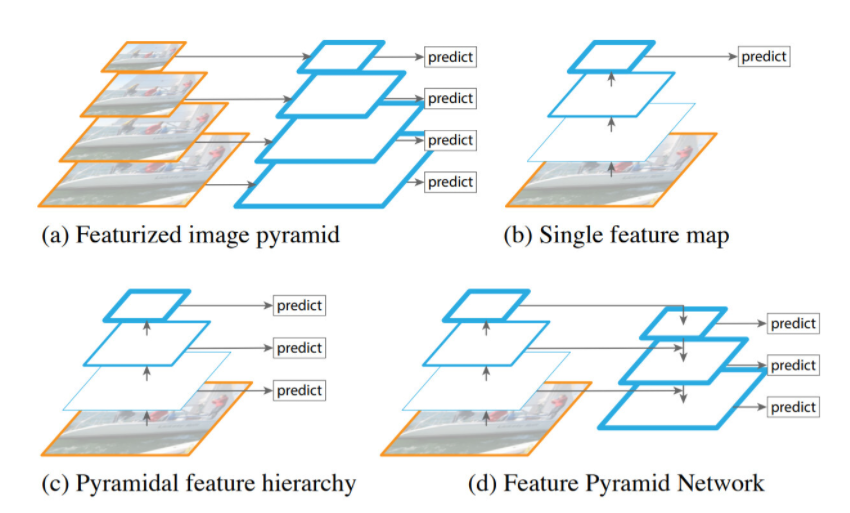 predict
predict
predict
predict
predict
(a) Featurized image pyramid
(b) Single feature map
predict
predict
predict
predict
predict
predict
(c) Pyramidal feature hierarchy
(d) Feature Pyramid Network